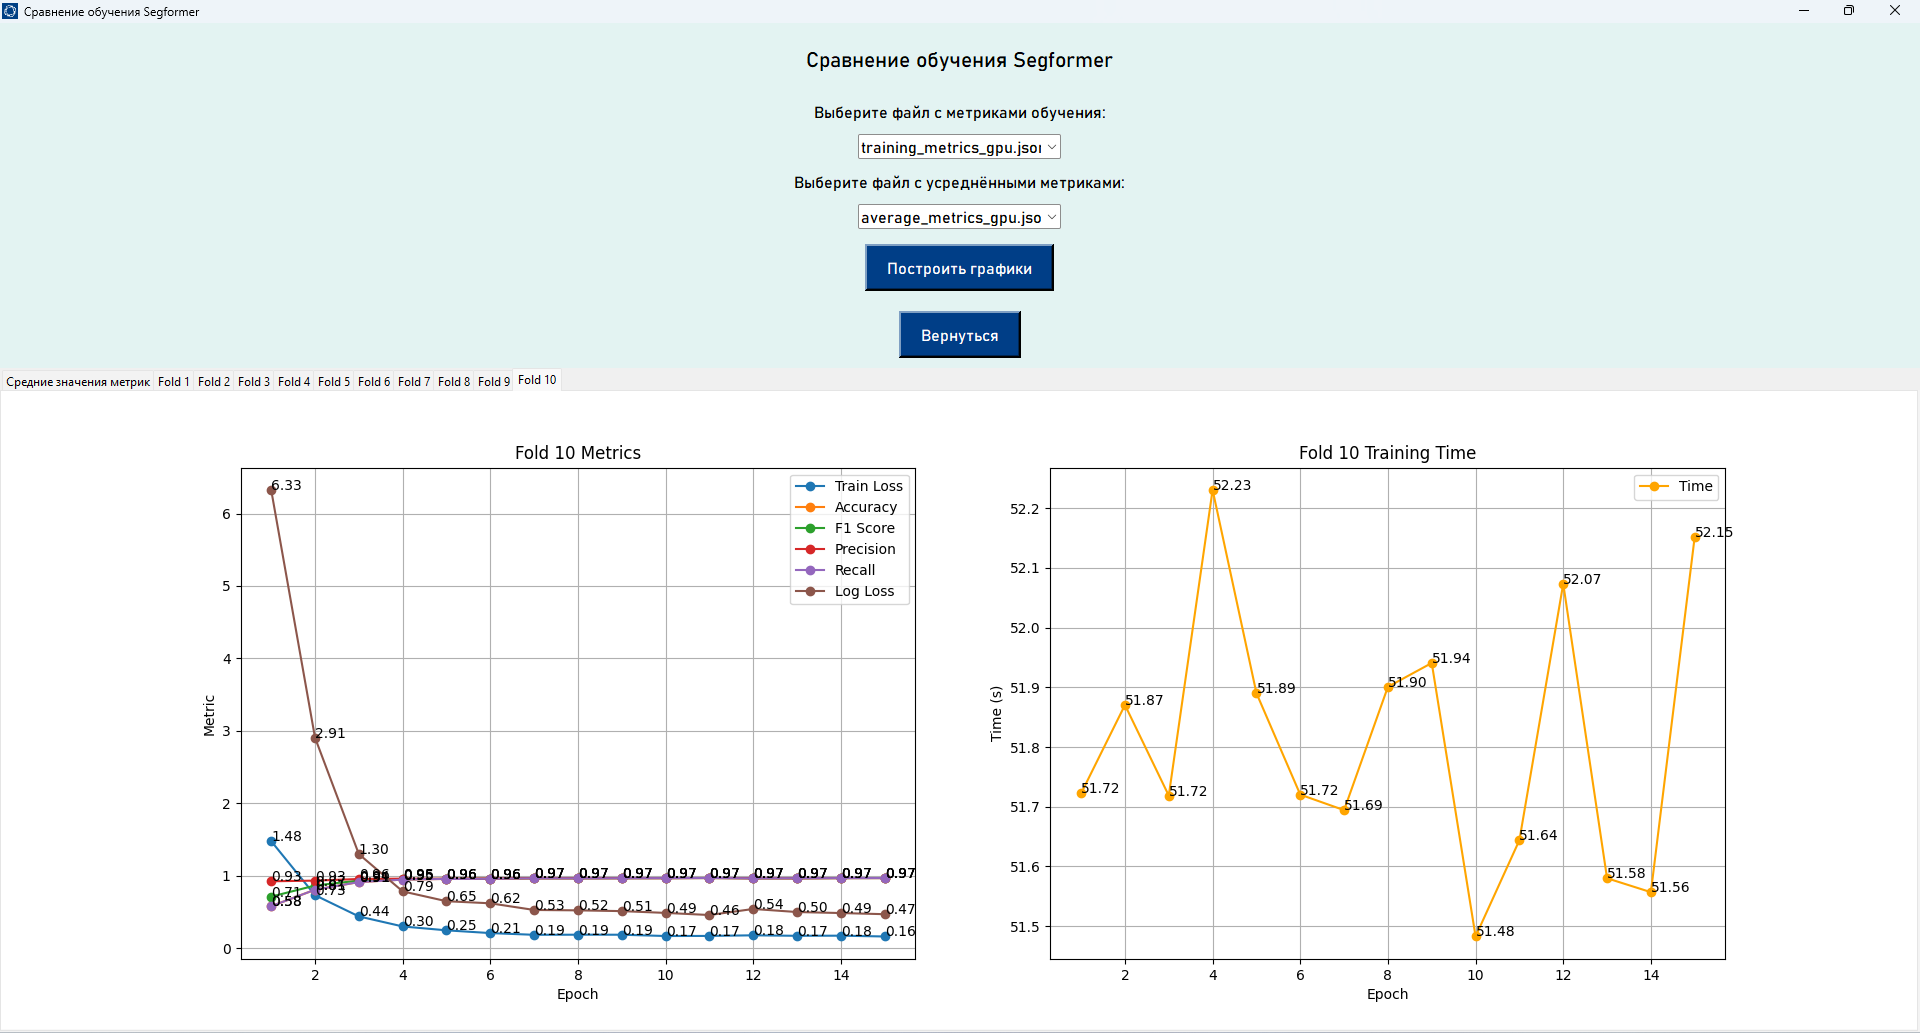 Сравнение обучения Segformer
Сравнение обучения Segformer
Выберите файл с метриками обучения:
training_metrics_gpu.jsor
Выберите файл с усреднёнными метриками:
average_metrics_gpu.jso
Построить графики
Вернуться
Средние значения метрик Fold 1 Fold 2 Fold 3 Fold 4 Fold 5 Fold 6 Fold 7 Fold 8 Fold 9 Fold 10
Fold 10 Metrics
Train Loss
Accuracy
F1 Score
Precision
Recall
Log Loss
6.33
2.91
1.48
1.30
0.93 0.93 0.96 0.95 0.96 0.96 0.97 0.97 0.97 0.97 0.97 0.97 0.97 0.97 0.97
0.71 0.81
0.58 0.73
0.79 0.65 0.62 0.53 0.52 0.51 0.49 0.46 0.54 0.50 0.49 0.47
0.44 0.30 0.25 0.21 0.19 0.19 0.19 0.17 0.17 0.18 0.17 0.18 0.16
6
5
4
3
2
1
0
Metric
2 4 6 8 10 12 14
Epoch
Fold 10 Training Time
Time
52.23
52.15
52.07
51.94
51.89 51.90
51.87
51.72 51.72 51.72 51.69
51.64
51.58 51.56
51.48
52.2
52.1
52.0
51.9
51.8
51.7
51.6
51.5
Time (s)
2 4 6 8 10 12 14
Epoch